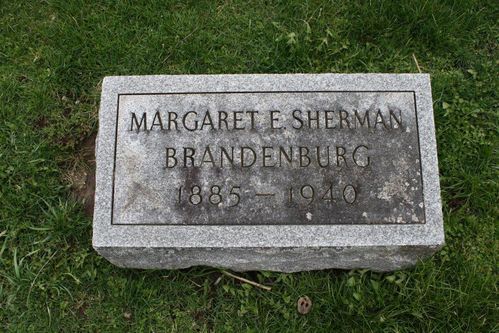 MARGARET E. SHERMAN
BRANDENBURG
1885 — 1940